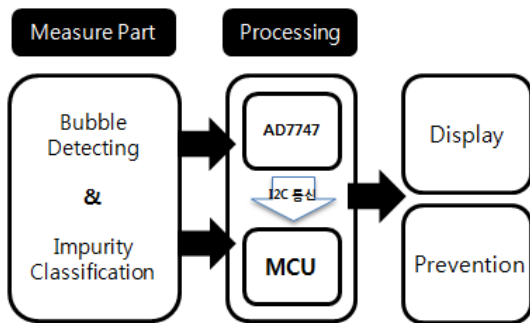 Measure Part
Processing
Bubble
Detecting
&
Impurity
Classification
AD7747
I2C 통신
MCU
Display
Prevention